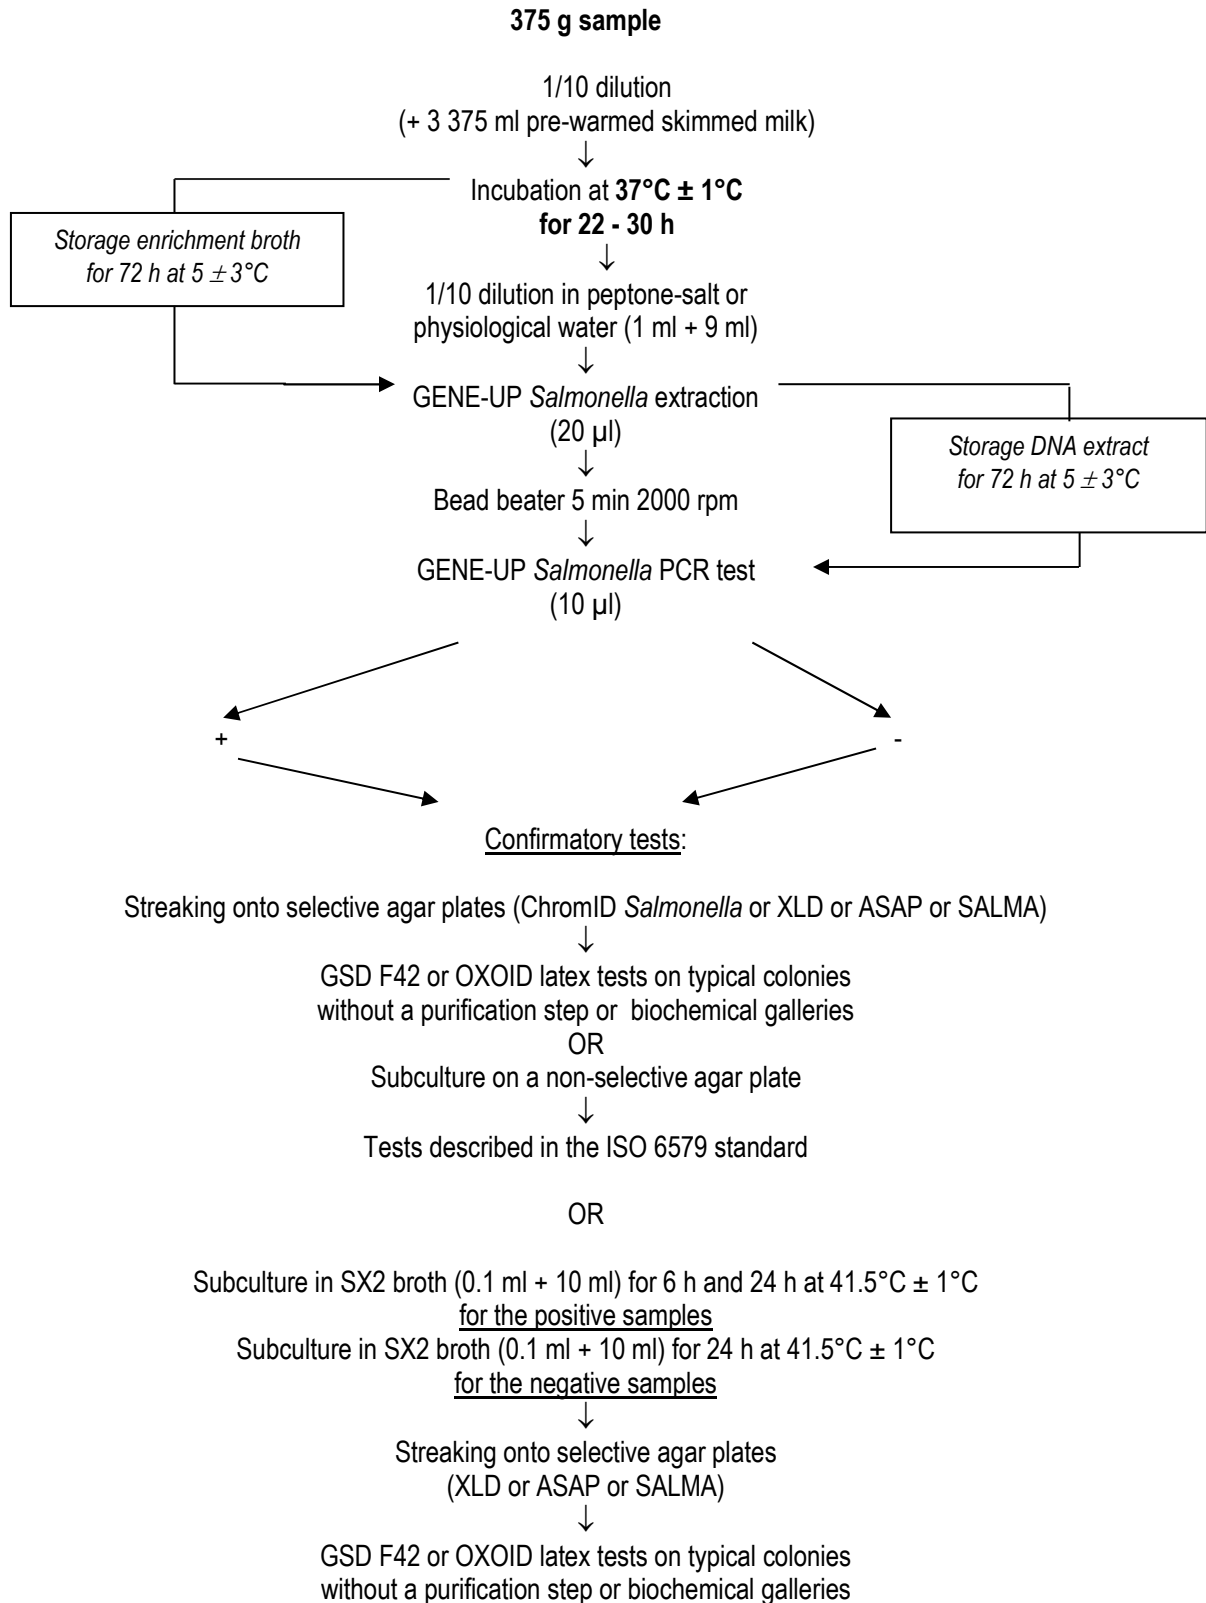 375 g sample
1/10 dilution
(+ 3 375 ml pre-warmed skimmed milk)
↓
Incubation at 37°C ± 1°C
for 22 - 30 h
Storage enrichment broth
for 72 h at 5 ± 3°C
↓
1/10 dilution in peptone-salt or
physiological water (1 ml + 9 ml)
↓
GENE-UP Salmonella extraction
(20 µl)
Storage DNA extract
for 72 h at 5 ± 3°C
↓
Bead beater 5 min 2000 rpm
↓
GENE-UP Salmonella PCR test
(10 µl)
+
-
Confirmatory tests:
Streaking onto selective agar plates (ChromID Salmonella or XLD or ASAP or SALMA)
↓
GSD F42 or OXOID latex tests on typical colonies
without a purification step or biochemical galleries
OR
Subculture on a non-selective agar plate
↓
Tests described in the ISO 6579 standard
OR
Subculture in SX2 broth (0.1 ml + 10 ml) for 6 h and 24 h at 41.5°C ± 1°C
for the positive samples
Subculture in SX2 broth (0.1 ml + 10 ml) for 24 h at 41.5°C ± 1°C
for the negative samples
↓
Streaking onto selective agar plates
(XLD or ASAP or SALMA)
↓
GSD F42 or OXOID latex tests on typical colonies
without a purification step or biochemical galleries